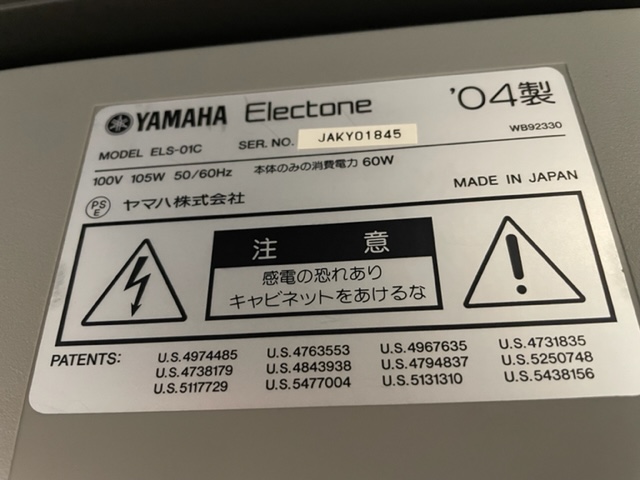 YAMAHA Electone '04製
MODEL ELS-01C SER. NO. JAKY01845 WB92330
100V 105W 50/60Hz 本体のみの消費電力 60W
PSE ヤマハ株式会社 MADE IN JAPAN
注意
感電の恐れあり
キャビネットをあけるな
PATENTS: U.S.4974485 U.S.4763553 U.S.4967635 U.S.4731835
U.S.4738179 U.S.4843938 U.S.4794837 U.S.5250748
U.S.5117729 U.S.5477004 U.S.5131310 U.S.5438156